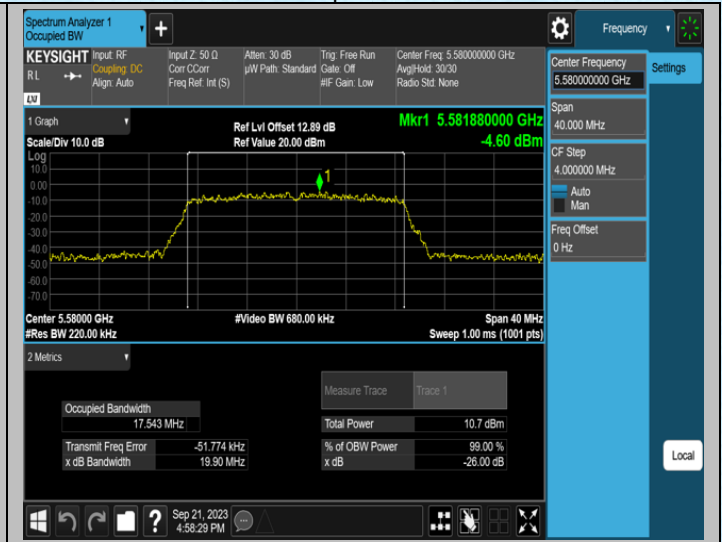 Spectrum Analyzer 1
Occupied BW
Frequency
KEYSIGHT
RL
LXI
Input: RF
Coupling: DC
Align: Auto
Input Z: 50 Ω
Corr CCorr
Freq Ref: Int (S)
Atten: 30 dB
µW Path: Standard
Trig: Free Run
Gate: Off
#IF Gain: Low
Center Freq: 5.580000000 GHz
Avg|Hold: 30/30
Radio Std: None
Center Frequency
5.580000000 GHz
Settings
Span
40.000 MHz
CF Step
4.000000 MHz
Auto
Man
Freq Offset
0 Hz
1 Graph
Scale/Div 10.0 dB
Ref Lvl Offset 12.89 dB
Ref Value 20.00 dBm
Mkr1 5.581880000 GHz
-4.60 dBm
Log
10.0
0.00
-10.0
-20.0
-30.0
-40.0
-50.0
-60.0
-70.0
1
Center 5.58000 GHz
#Res BW 220.00 kHz
#Video BW 680.00 kHz
Span 40 MHz
Sweep 1.00 ms (1001 pts)
2 Metrics
Measure Trace
Trace 1
Occupied Bandwidth
17.543 MHz
Total Power
10.7 dBm
Transmit Freq Error
-51.774 kHz
% of OBW Power
99.00 %
x dB Bandwidth
19.90 MHz
x dB
-26.00 dB
Local
Sep 21, 2023
4:58:29 PM